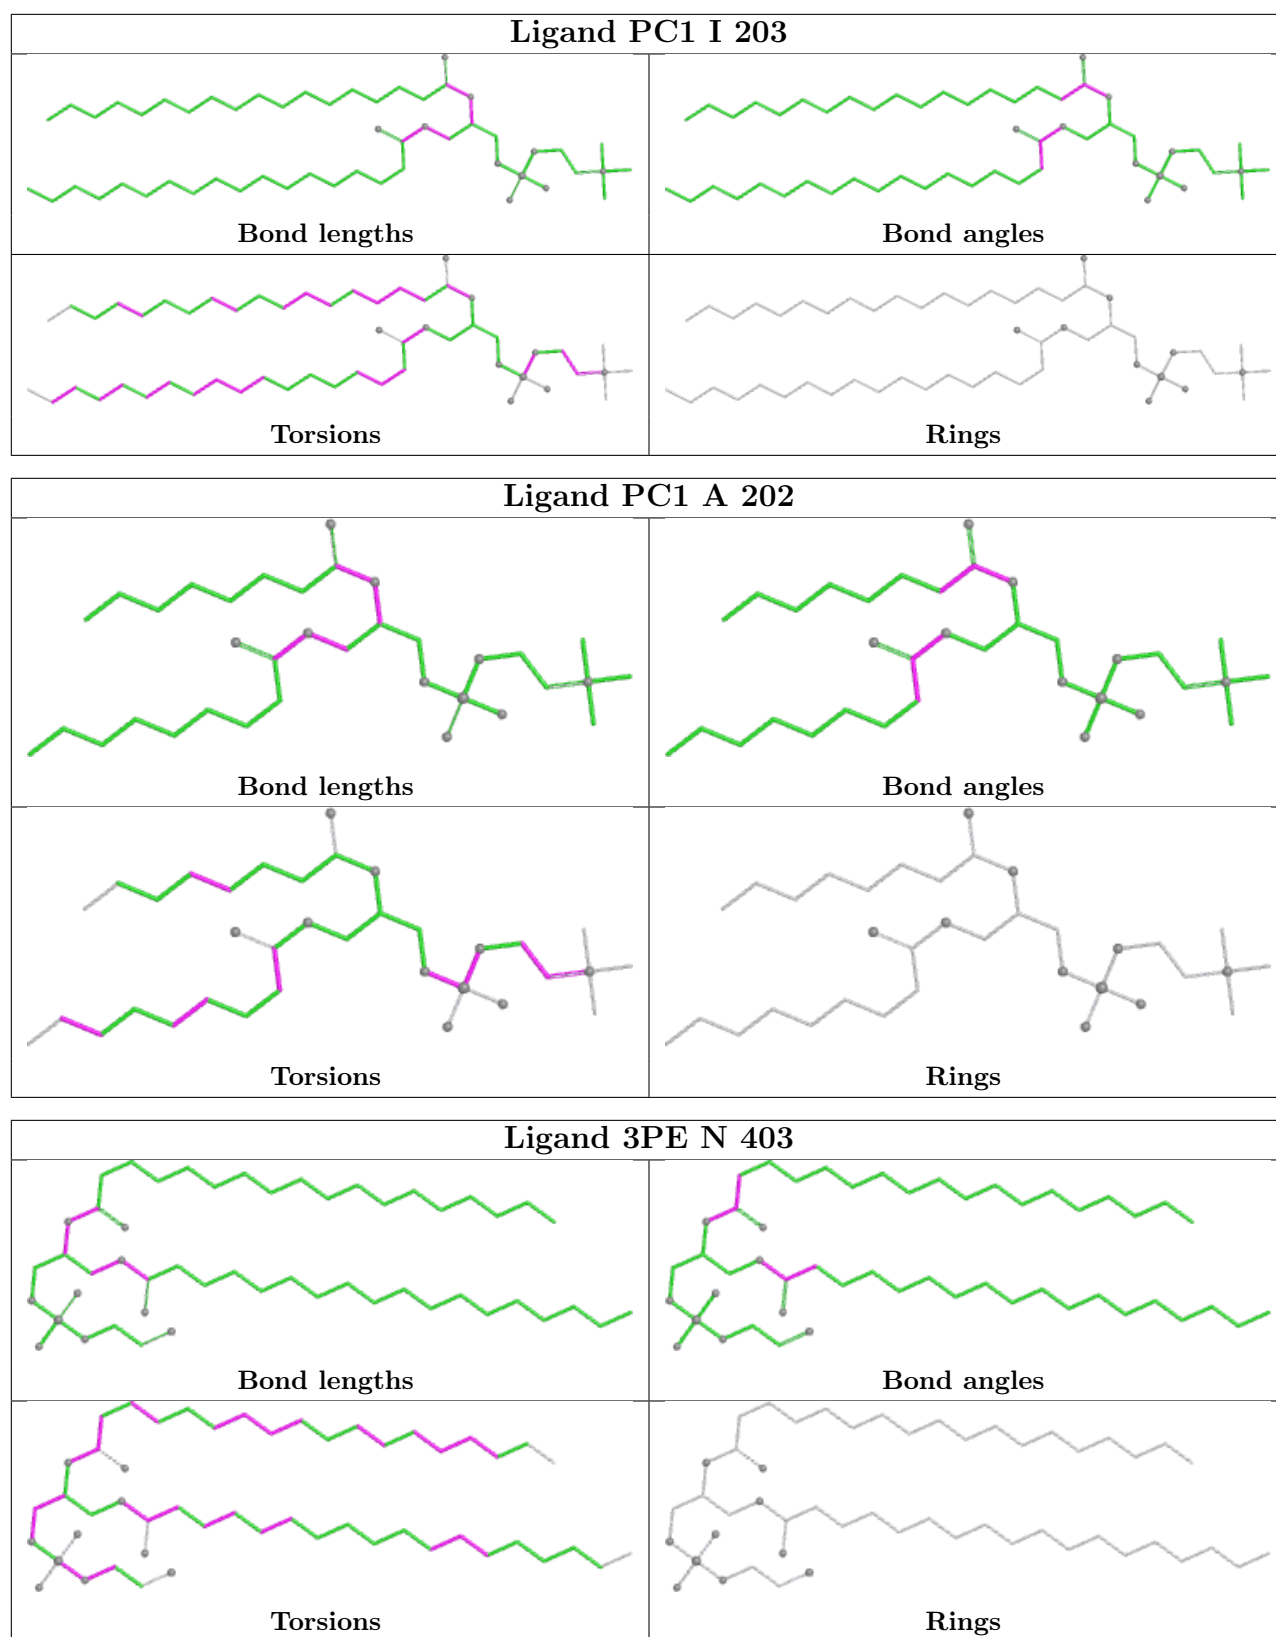 Ligand PC1 I 203
Bond lengths
Bond angles
Torsions
Rings
Ligand PC1 A 202
Bond lengths
Bond angles
Torsions
Rings
Ligand 3PE N 403
Bond lengths
Bond angles
Torsions
Rings